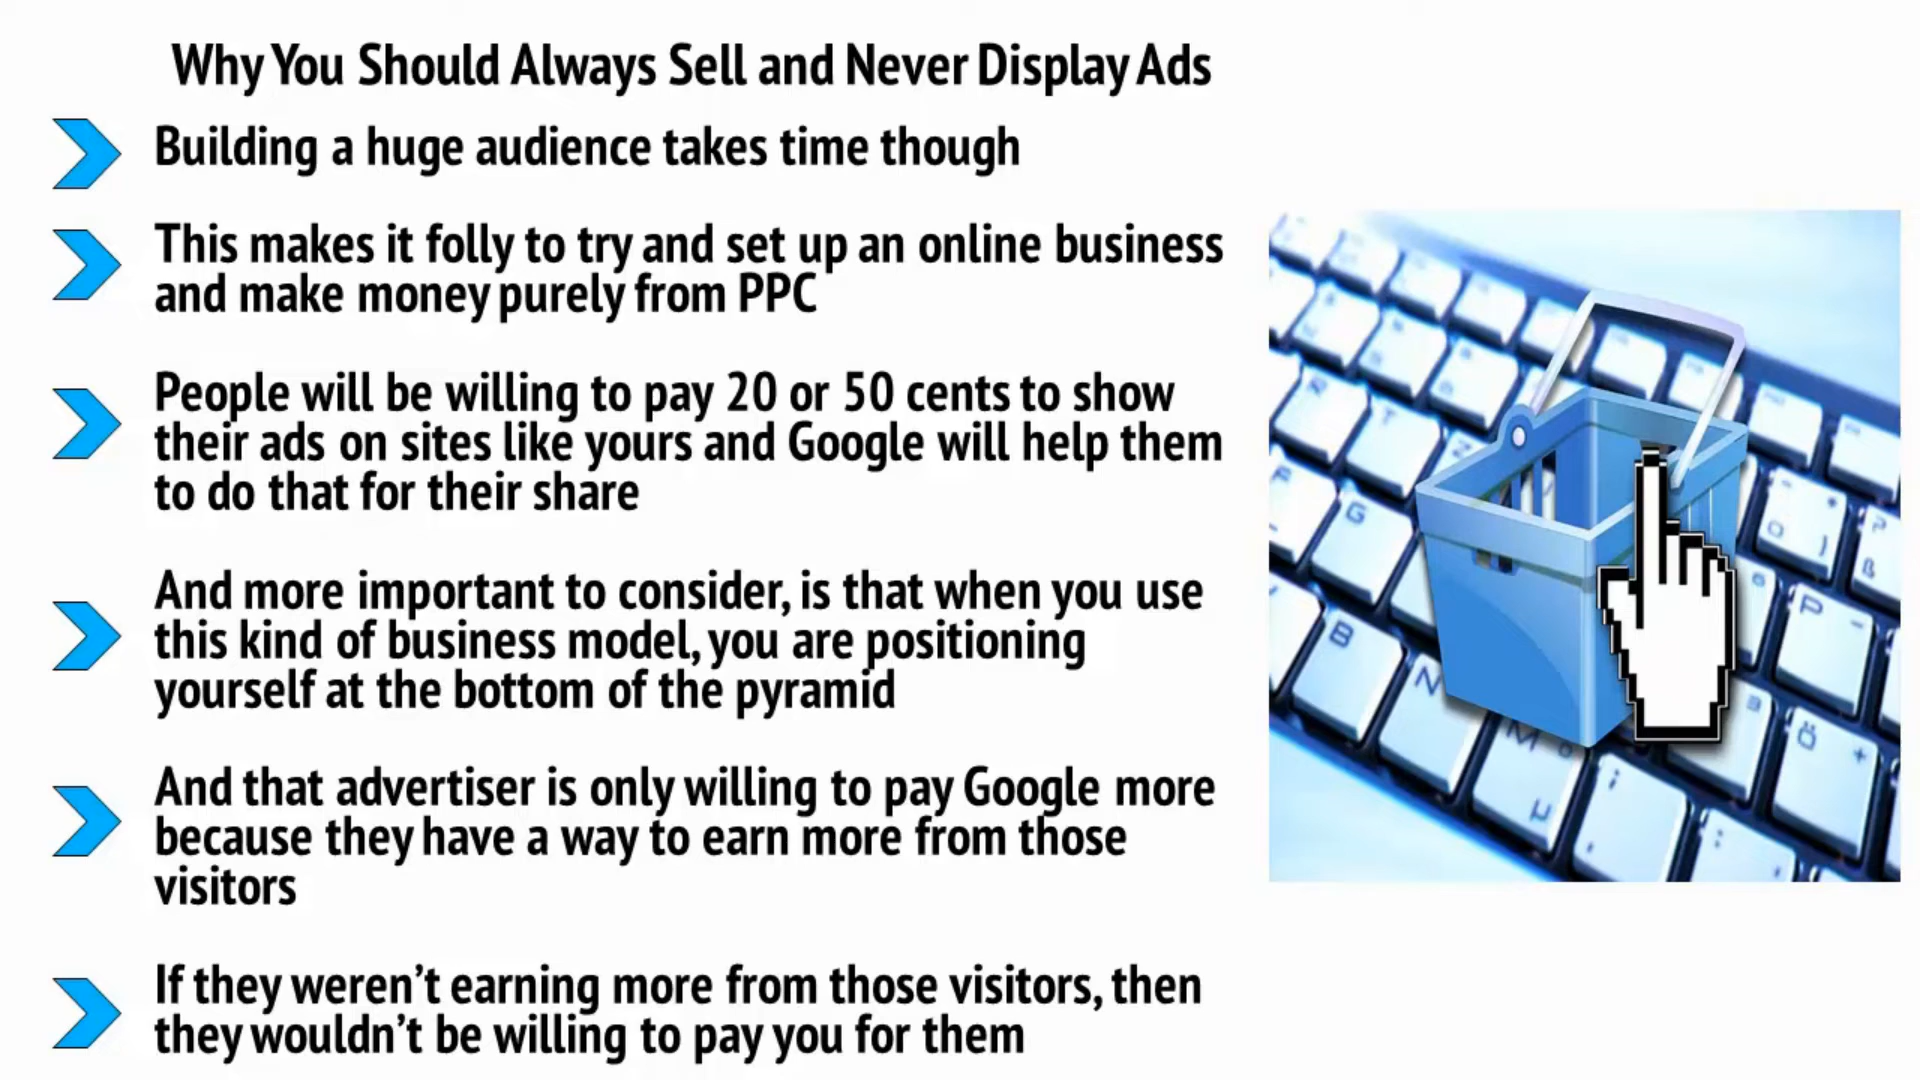 Why You Should Always Sell and Never Display Ads
Building a huge audience takes time though
This makes it folly to try and set up an online business
and make money purely from PPC
People will be willing to pay 20 or 50 cents to show
their ads on sites like yours and Google will help them
to do that for their share
And more important to consider, is that when you use
this kind of business model, you are positioning
yourself at the bottom of the pyramid
And that advertiser is only willing to pay Google more
because they have a way to earn more from those
visitors
If they weren’t earning more from those visitors, then
they wouldn’t be willing to pay you for them
R
T
Z
G
B
N
M
µ
P
Ö
+